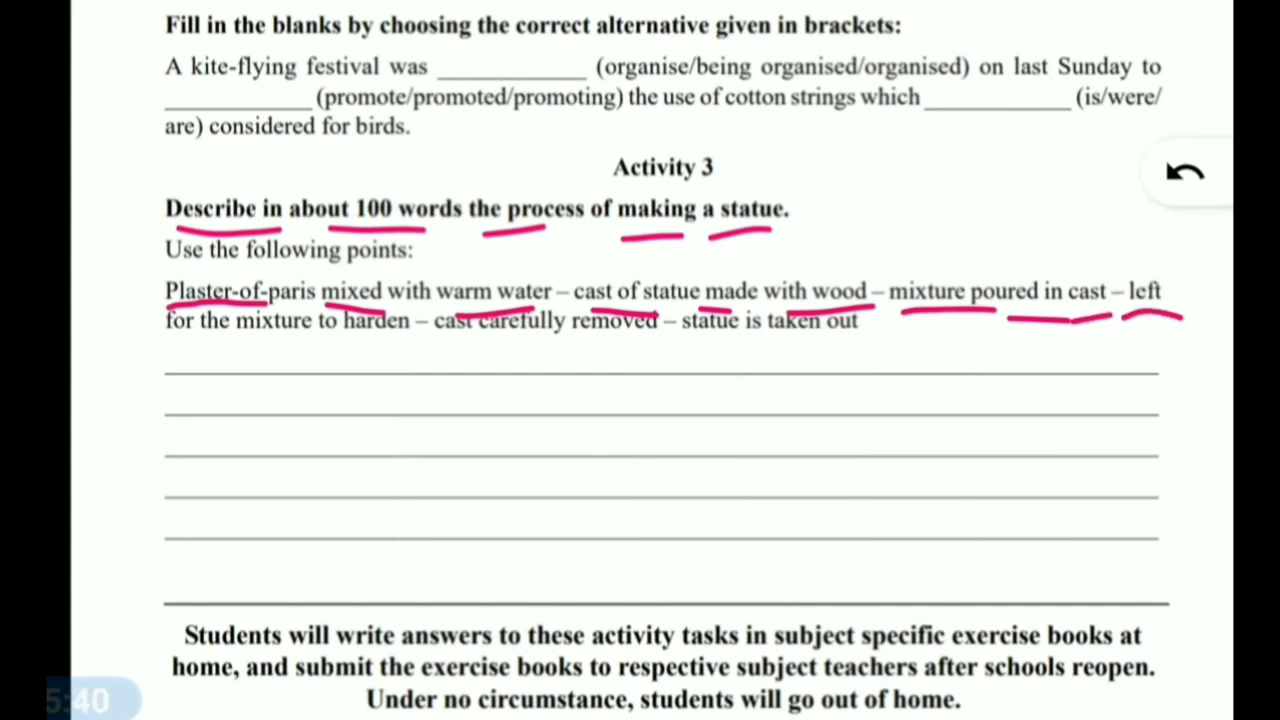 Fill in the blanks by choosing the correct alternative given in brackets:
A kite-flying festival was ____________ (organise/being organised/organised) on last Sunday to
____________ (promote/promoted/promoting) the use of cotton strings which ____________ (is/were/
are) considered for birds.
Activity 3
Describe in about 100 words the process of making a statue.
Use the following points:
Plaster-of-paris mixed with warm water – cast of statue made with wood – mixture poured in cast – left
for the mixture to harden – cast carefully removed – statue is taken out
Students will write answers to these activity tasks in subject specific exercise books at
home, and submit the exercise books to respective subject teachers after schools reopen.
Under no circumstance, students will go out of home.
5:40